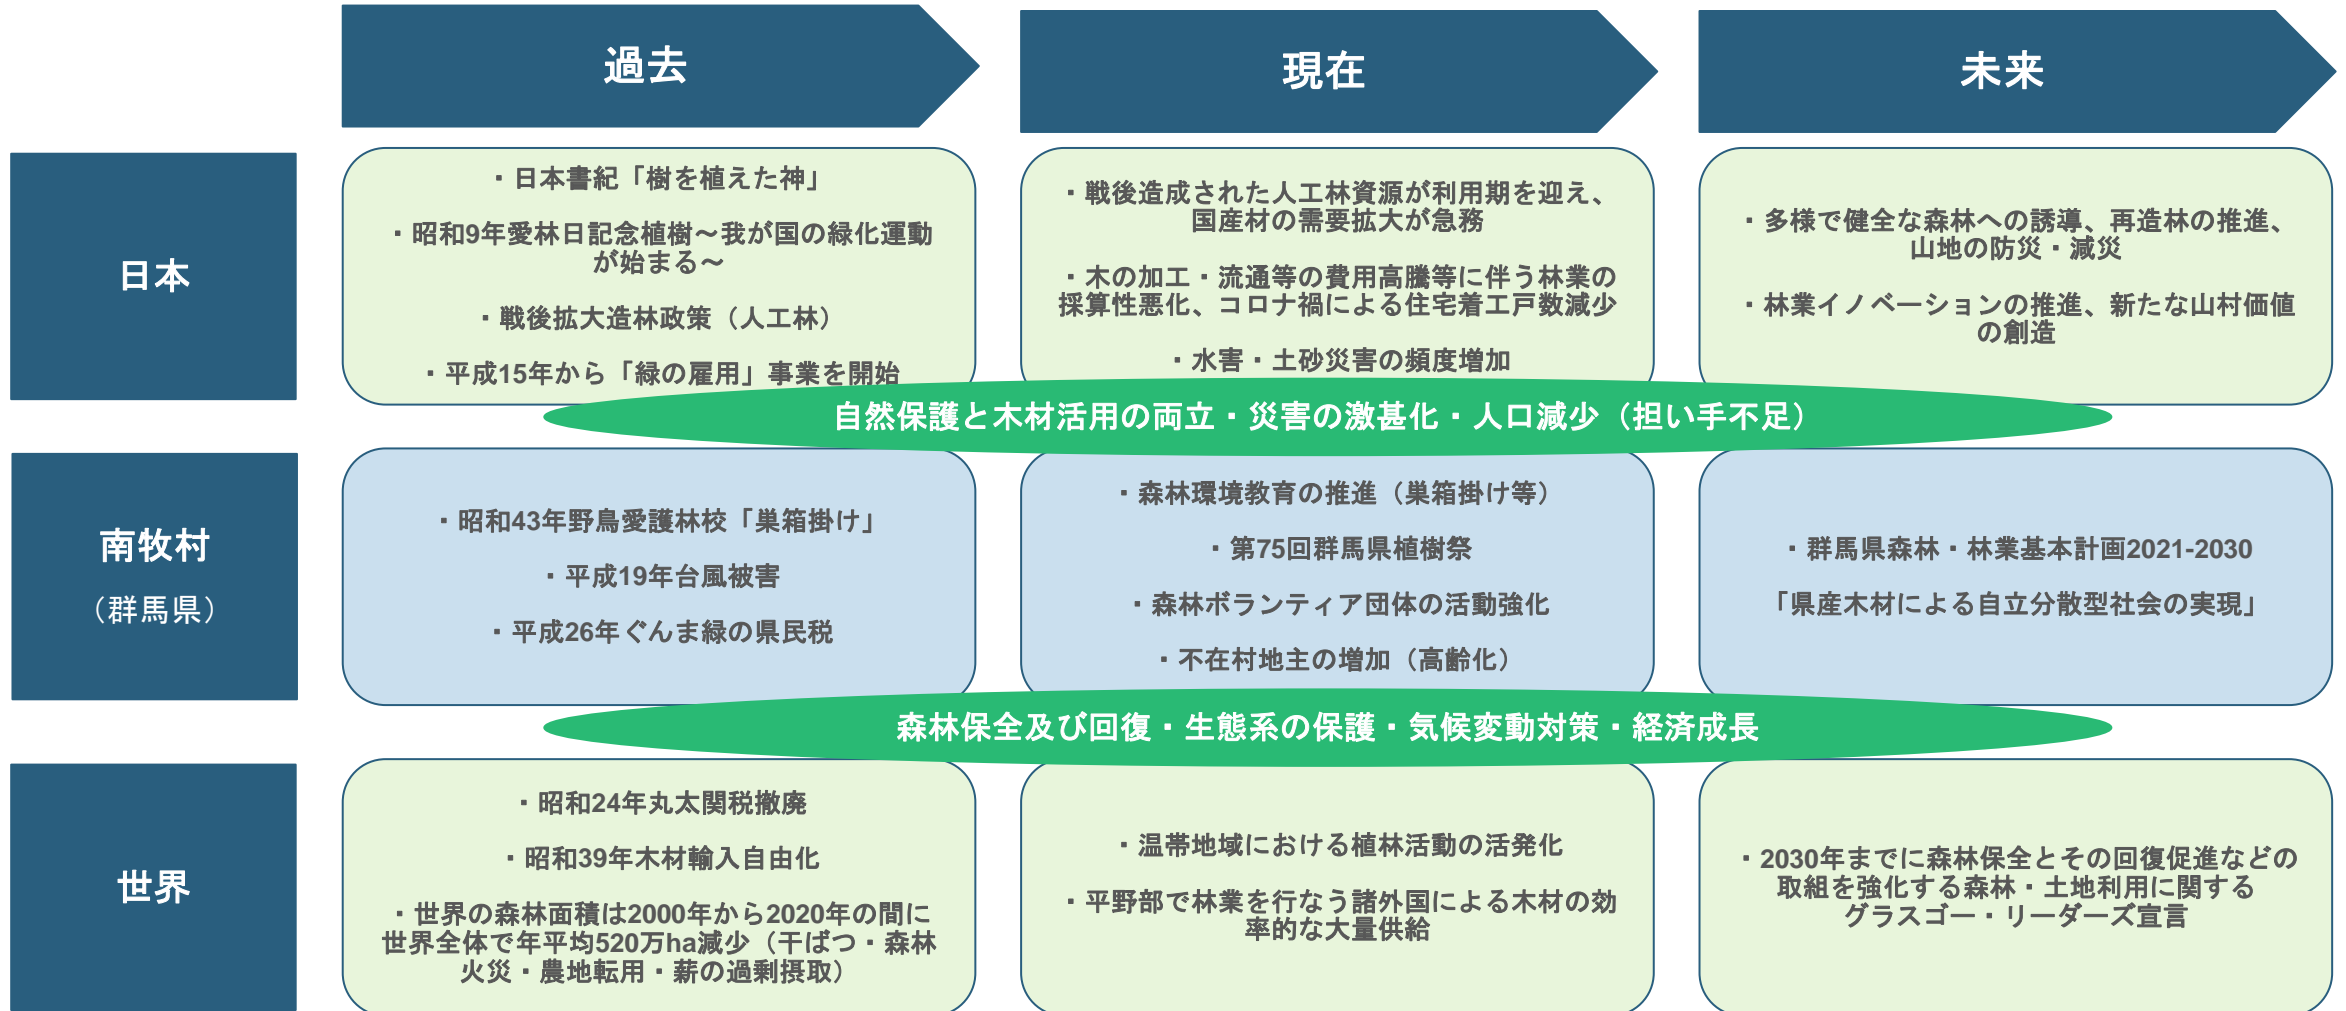 過去
現在
未来
日本
・日本書紀「樹を植えた神」
・昭和9年愛林日記念植樹～我が国の緑化運動
が始まる～
・戦後拡大造林政策（人工林）
・平成15年から「緑の雇用」事業を開始
・戦後造成された人工林資源が利用期を迎え、
国産材の需要拡大が急務
・木の加工・流通等の費用高騰等に伴う林業の
採算性悪化、コロナ禍による住宅着工戸数減少
・水害・土砂災害の頻度増加
・多様で健全な森林への誘導、再造林の推進、
山地の防災・減災
・林業イノベーションの推進、新たな山村価値
の創造
自然保護と木材活用の両立・災害の激甚化・人口減少（担い手不足）
南牧村
（群馬県）
・昭和43年野鳥愛護林校「巣箱掛け」
・平成19年台風被害
・平成26年ぐんま緑の県民税
・森林環境教育の推進（巣箱掛け等）
・第75回群馬県植樹祭
・森林ボランティア団体の活動強化
・不在村地主の増加（高齢化）
・群馬県森林・林業基本計画2021-2030
「県産木材による自立分散型社会の実現」
森林保全及び回復・生態系の保護・気候変動対策・経済成長
世界
・昭和24年丸太関税撤廃
・昭和39年木材輸入自由化
・世界の森林面積は2000年から2020年の間に
世界全体で年平均520万ha減少（干ばつ・森林
火災・農地転用・薪の過剰摂取）
・温帯地域における植林活動の活発化
・平野部で林業を行なう諸外国による木材の効
率的な大量供給
・2030年までに森林保全とその回復促進などの
取組を強化する森林・土地利用に関する
グラスゴー・リーダーズ宣言